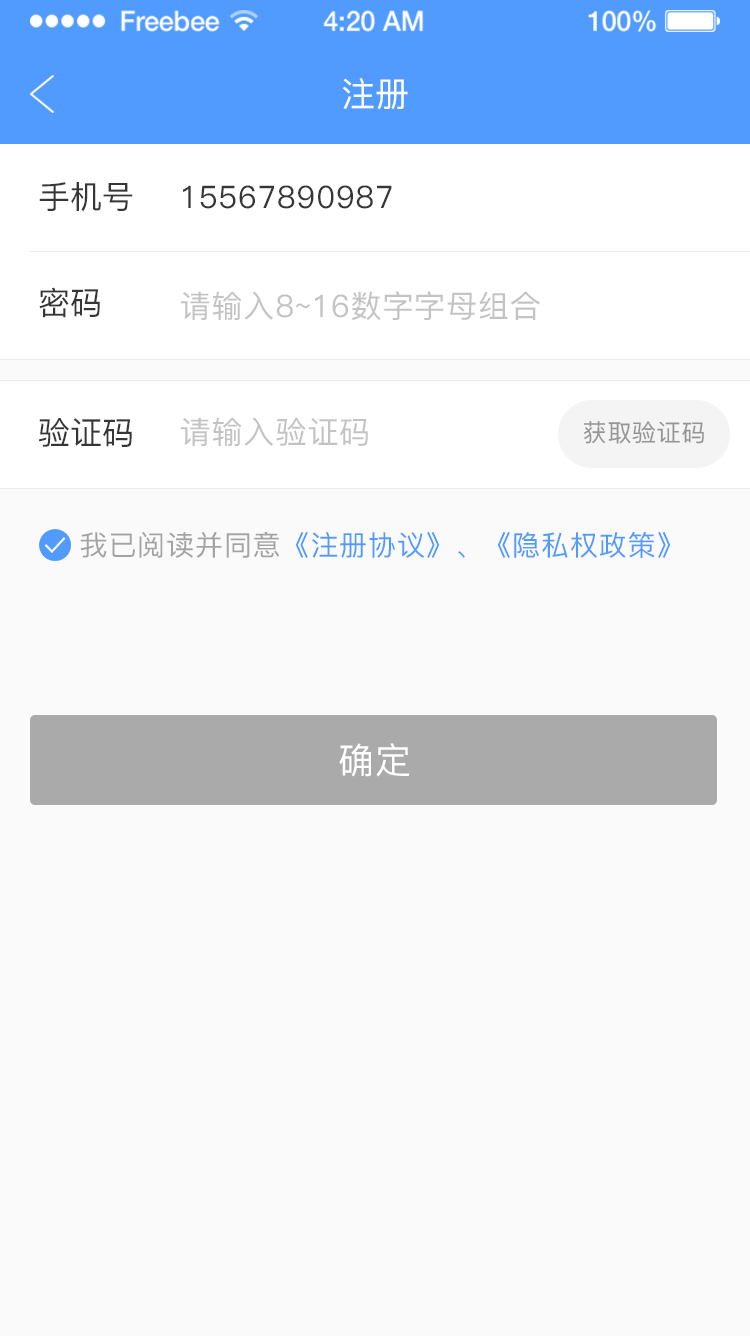 Freebee 4:20 AM 100%
注册
手机号 15567890987
密码 请输入8~16数字字母组合
验证码 请输入验证码 获取验证码
我已阅读并同意《注册协议》、《隐私权政策》
确定